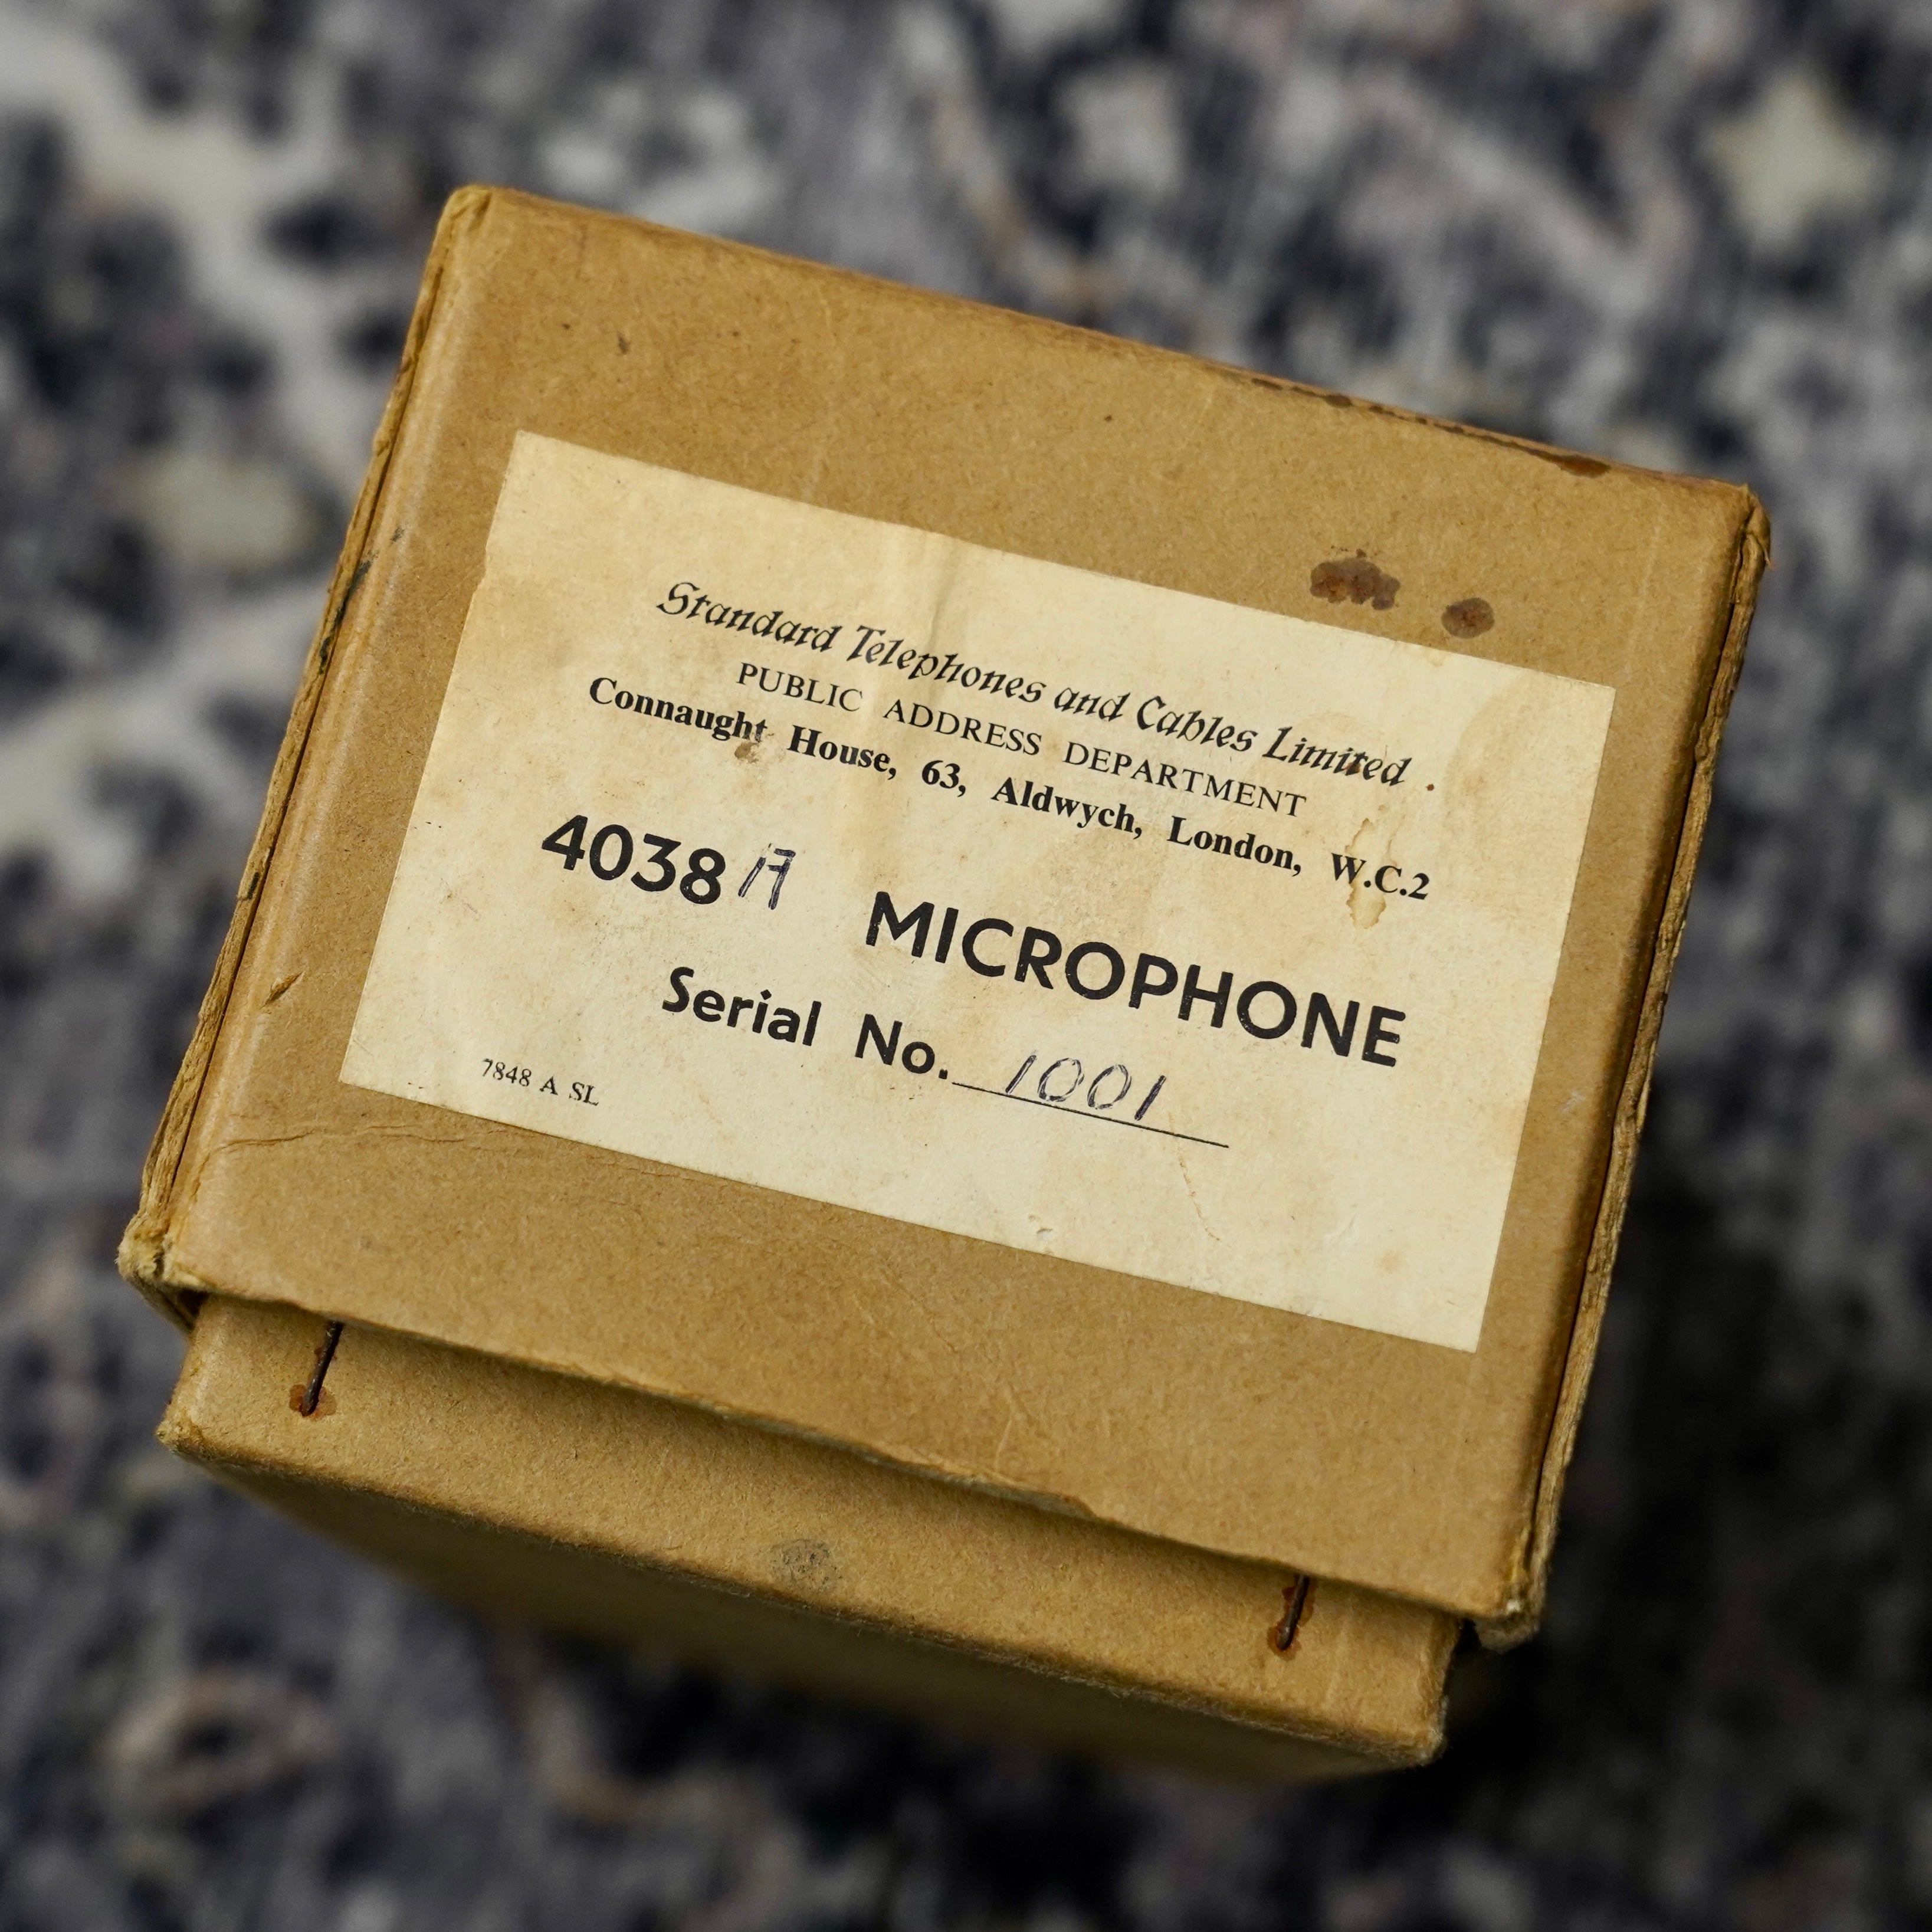 Standard Telephones and Cables Limited.
PUBLIC ADDRESS DEPARTMENT
Connaught House, 63, Aldwych, London, W.C.2
4038 A MICROPHONE
Serial No. 1001
7848 A SL